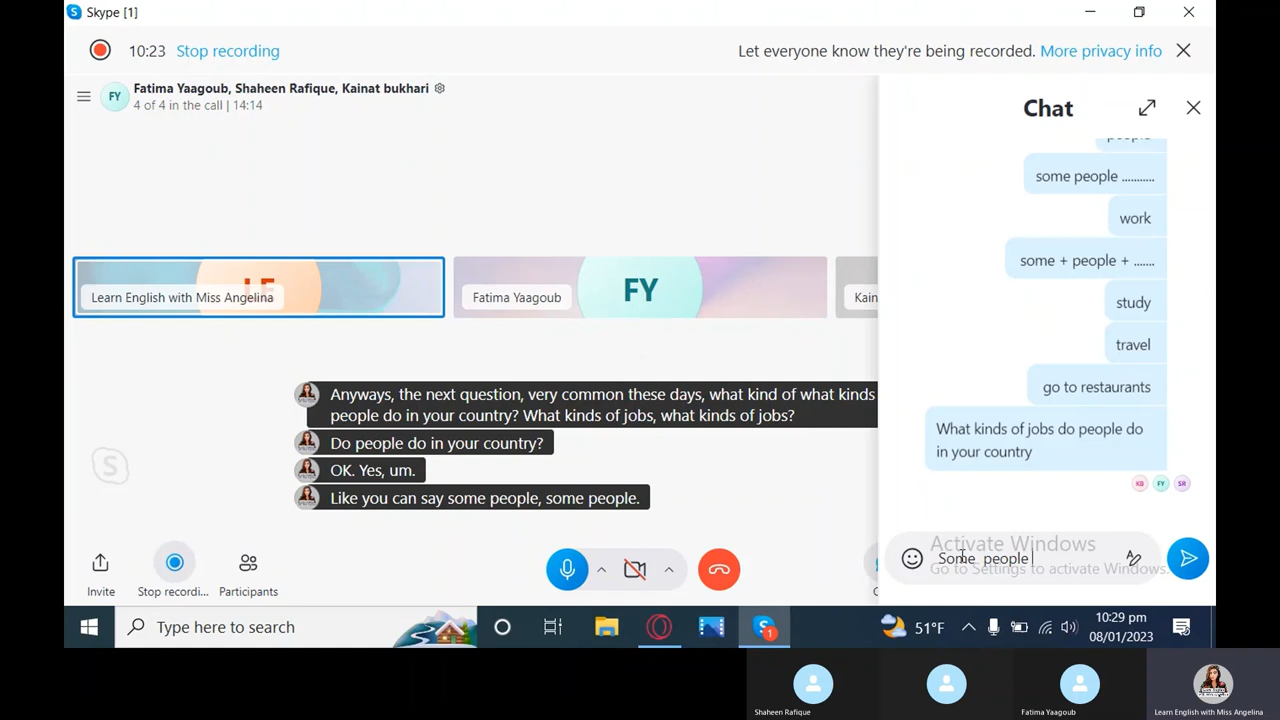 Skype [1]
10:23 Stop recording
Let everyone know they're being recorded. More privacy info
FY
Fatima Yaagoub, Shaheen Rafique, Kainat bukhari
4 of 4 in the call | 14:14
LE
Learn English with Miss Angelina
FY
Fatima Yaagoub
Kain
Anyways, the next question, very common these days, what kind of what kinds
people do in your country? What kinds of jobs, what kinds of jobs?
Do people do in your country?
OK. Yes, um.
Like you can say some people, some people.
Invite
Stop recordi...
Participants
Chat
people
some people ...........
work
some + people + .......
study
travel
go to restaurants
What kinds of jobs do people do
in your country
KB FY SR
Activate Windows
Go to Settings to activate Windows.
Some people
Type here to search
1
51°F
10:29 pm
08/01/2023
Shaheen Rafique
Fatima Yaagoub
Learn English with Miss Angelina